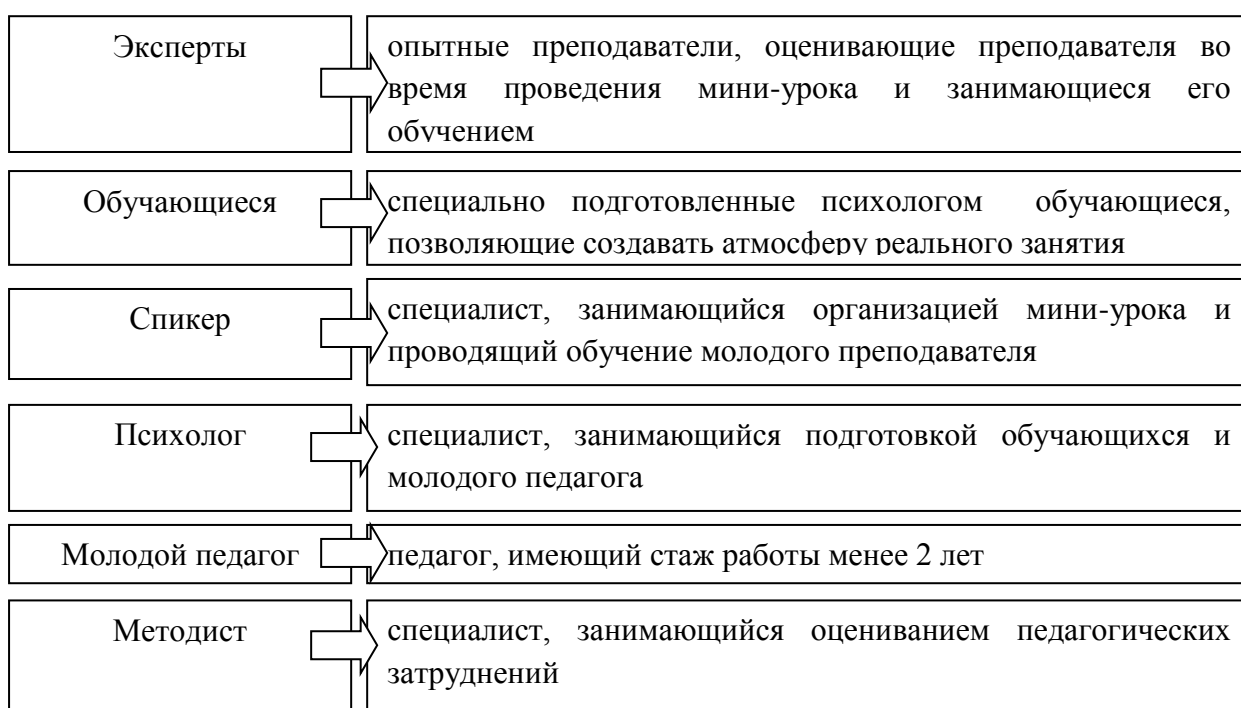 Эксперты
опытные преподаватели, оценивающие преподавателя во
время проведения мини-урока и занимающиеся его
обучением
Обучающиеся
специально подготовленные психологом обучающиеся,
позволяющие создавать атмосферу реального занятия
Спикер
специалист, занимающийся организацией мини-урока и
проводящий обучение молодого преподавателя
Психолог
специалист, занимающийся подготовкой обучающихся и
молодого педагога
Молодой педагог
педагог, имеющий стаж работы менее 2 лет
Методист
специалист, занимающийся оцениванием педагогических
затруднений